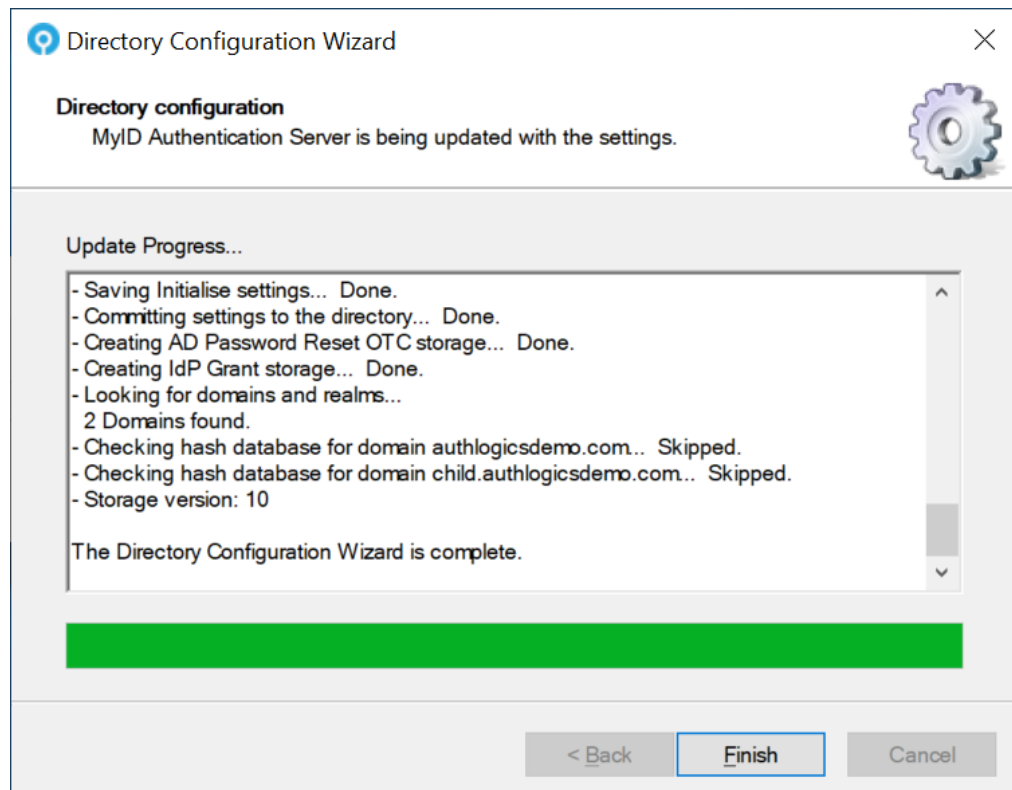 Directory Configuration Wizard
Directory configuration
MyID Authentication Server is being updated with the settings.
Update Progress...
- Saving Initialise settings... Done.
- Committing settings to the directory... Done.
- Creating AD Password Reset OTC storage... Done.
- Creating IdP Grant storage... Done.
- Looking for domains and realms...
2 Domains found.
- Checking hash database for domain authlogicsdemo.com... Skipped.
- Checking hash database for domain child.authlogicsdemo.com... Skipped.
- Storage version: 10
The Directory Configuration Wizard is complete.
< Back
Finish
Cancel